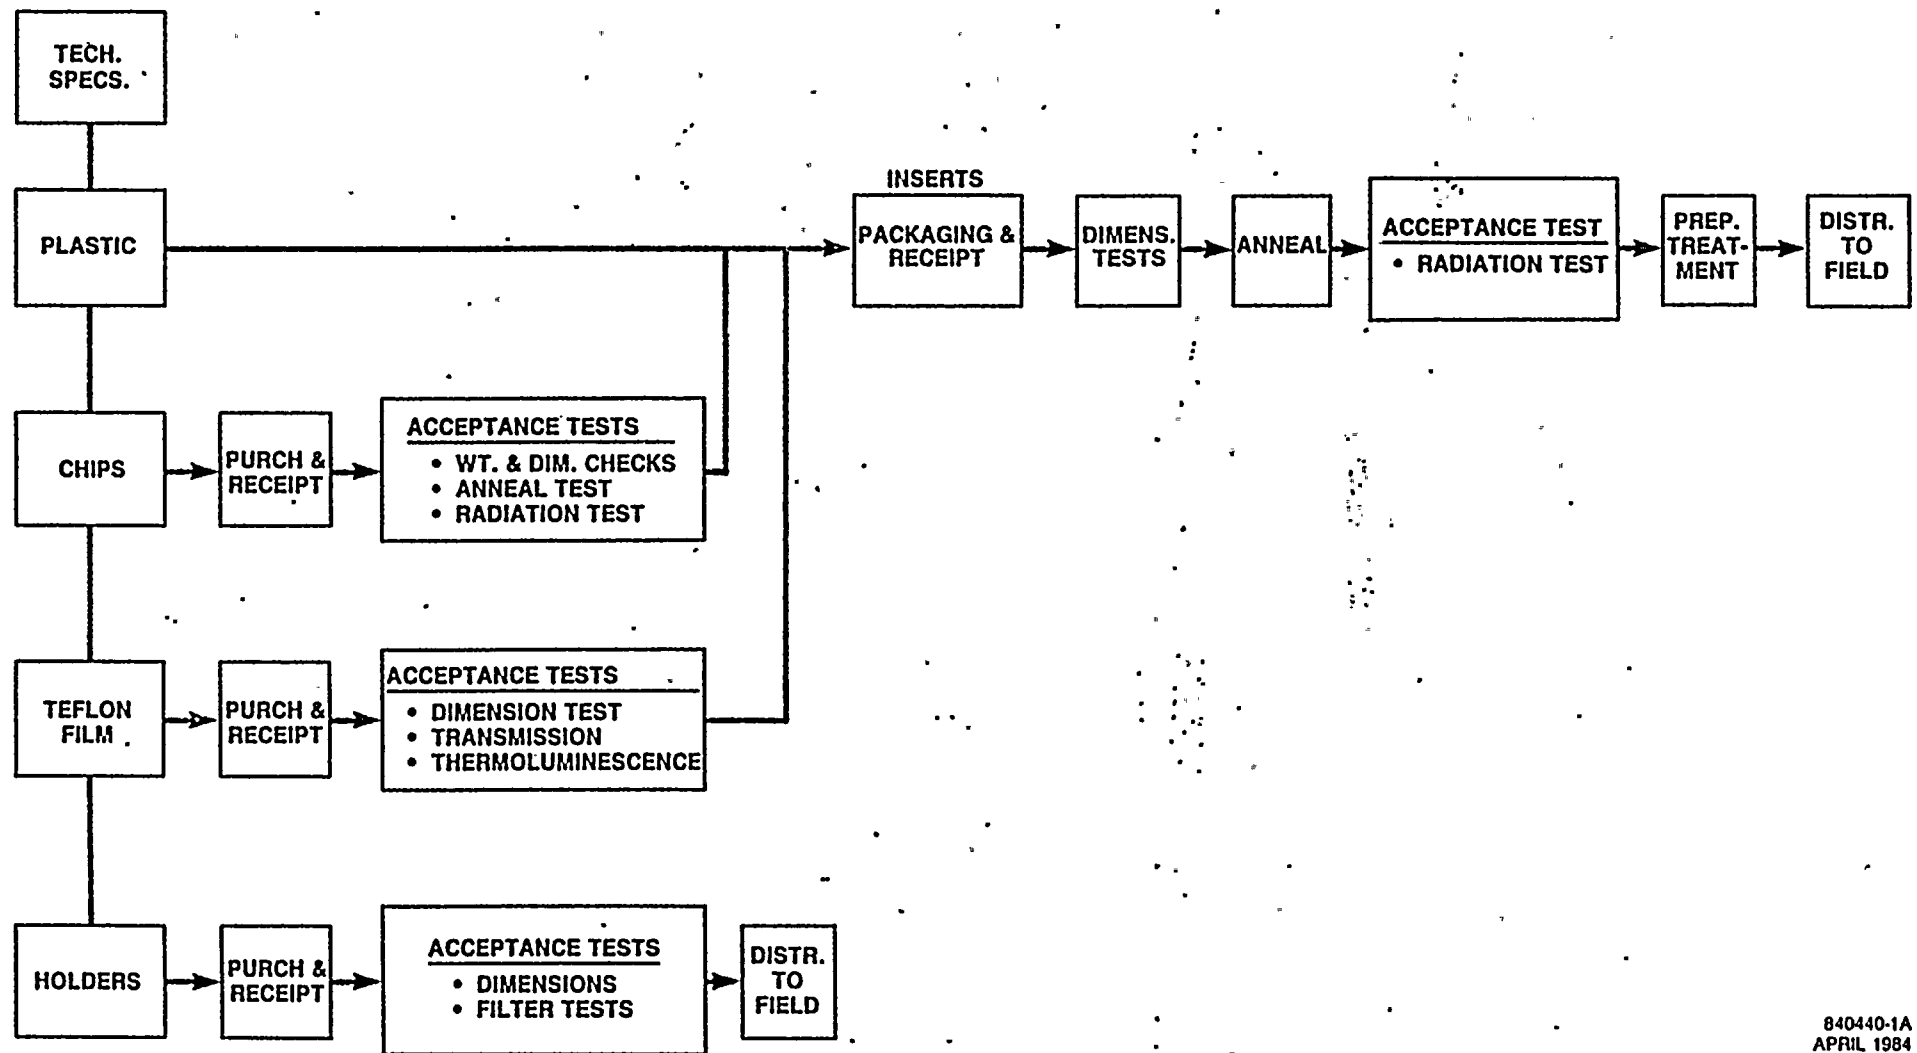 TECH.
SPECS.
PLASTIC
INSERTS
PACKAGING &
RECEIPT
DIMENS.
TESTS
ANNEAL
ACCEPTANCE TEST
• RADIATION TEST
PREP.
TREAT-
MENT
DISTR.
TO
FIELD
CHIPS
PURCH &
RECEIPT
ACCEPTANCE TESTS
• WT. & DIM. CHECKS
• ANNEAL TEST
• RADIATION TEST
TEFLON
FILM
PURCH &
RECEIPT
ACCEPTANCE TESTS
• DIMENSION TEST
• TRANSMISSION
• THERMOLUMINESCENCE
HOLDERS
PURCH &
RECEIPT
ACCEPTANCE TESTS
• DIMENSIONS
• FILTER TESTS
DISTR.
TO
FIELD
840440-1A
APRIL 1984